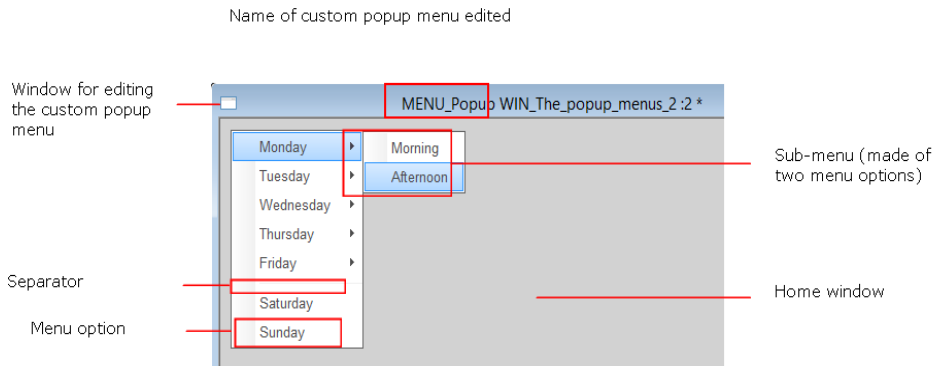 Name of custom popup menu edited
Window for editing
the custom popup
menu
MENU_Popup WIN_The_popup_menus_2 :2 *
Monday
Morning
Tuesday
Afternoon
Wednesday
Thursday
Friday
Saturday
Sunday
Sub-menu (made of
two menu options)
Separator
Home window
Menu option